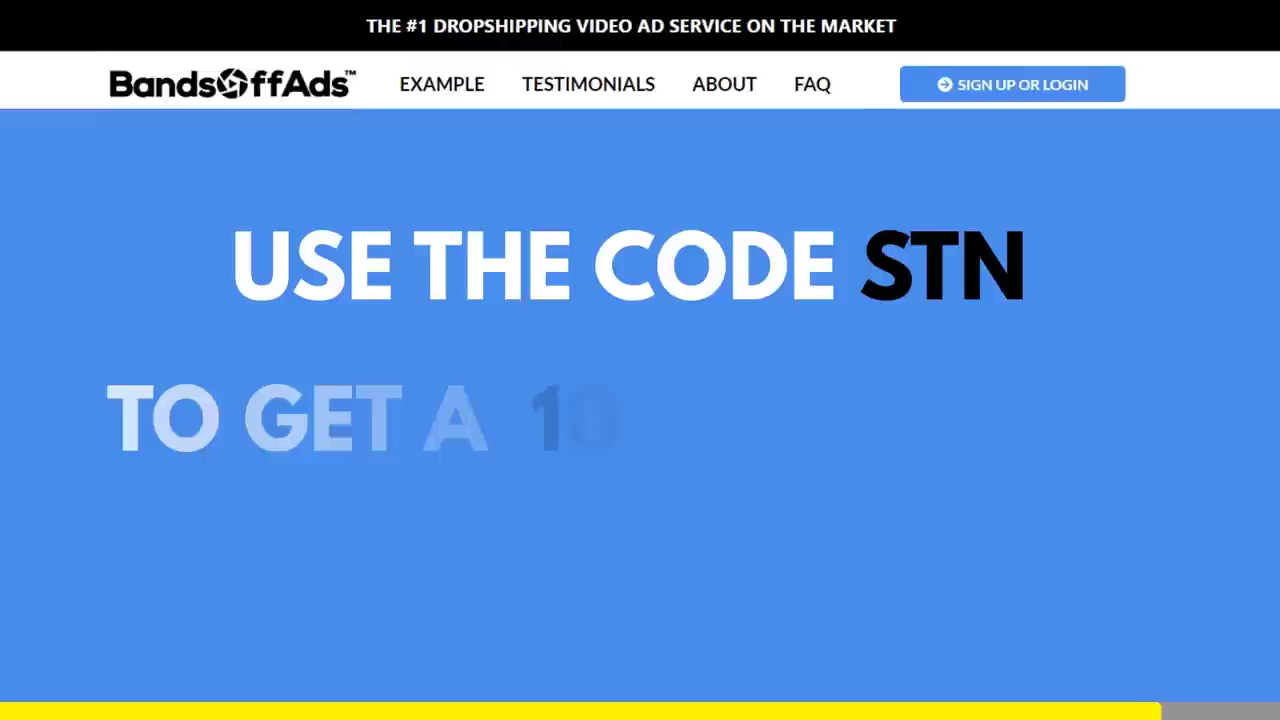 THE #1 DROPSHIPPING VIDEO AD SERVICE ON THE MARKET
BandsOffAds™ EXAMPLE TESTIMONIALS ABOUT FAQ SIGN UP OR LOGIN
USE THE CODE STN
TO GET A 10